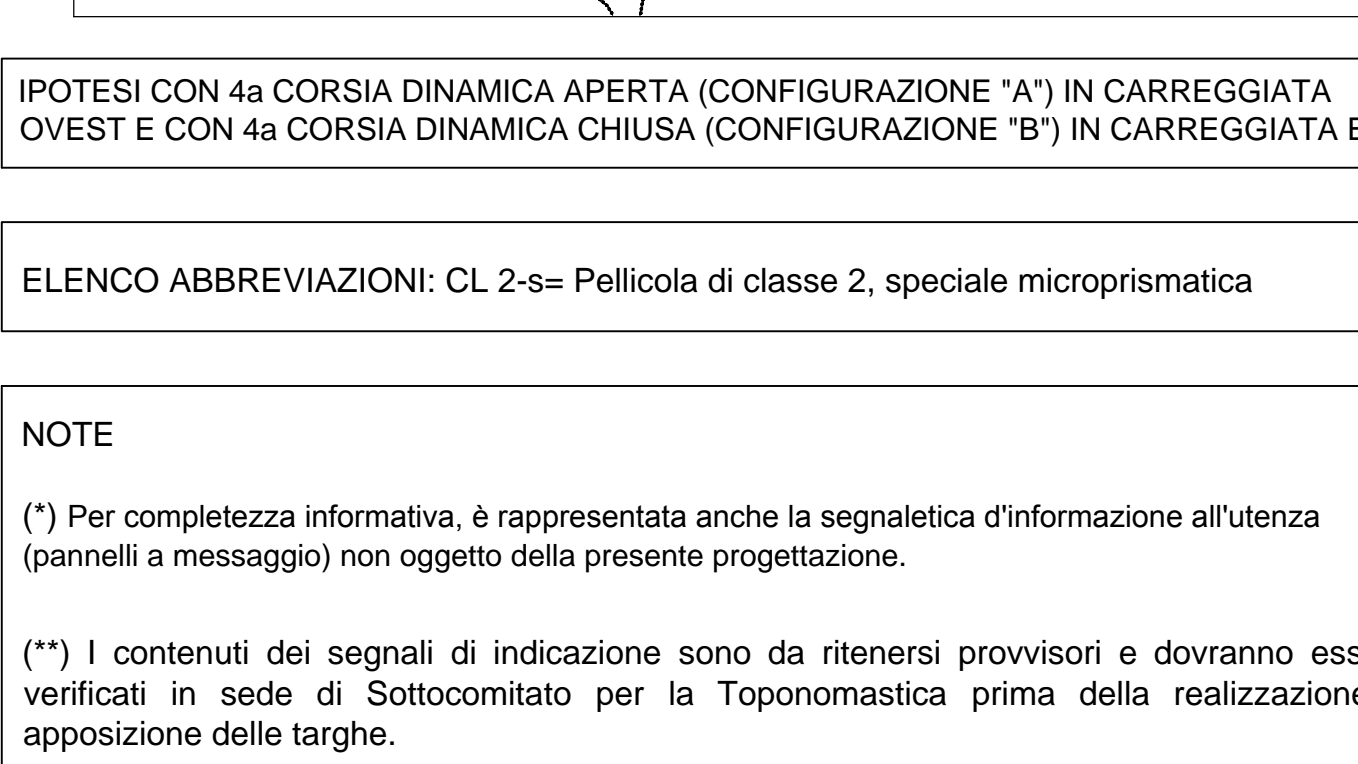 IPOTESI CON 4a CORSIA DINAMICA APERTA (CONFIGURAZIONE "A") IN CARREGGIATA
OVEST E CON 4a CORSIA DINAMICA CHIUSA (CONFIGURAZIONE "B") IN CARREGGIATA
ELENCO ABBREVIAZIONI: CL 2-s= Pellicola di classe 2, speciale microprismatica
NOTE
(*) Per completezza informativa, è rappresentata anche la segnaletica d'informazione all'utenza
(pannelli a messaggio) non oggetto della presente progettazione.
(**) I contenuti dei segnali di indicazione sono da ritenersi provvisori e dovranno ess
verificati in sede di Sottocomitato per la Toponomastica prima della realizzazione
apposizione delle targhe.